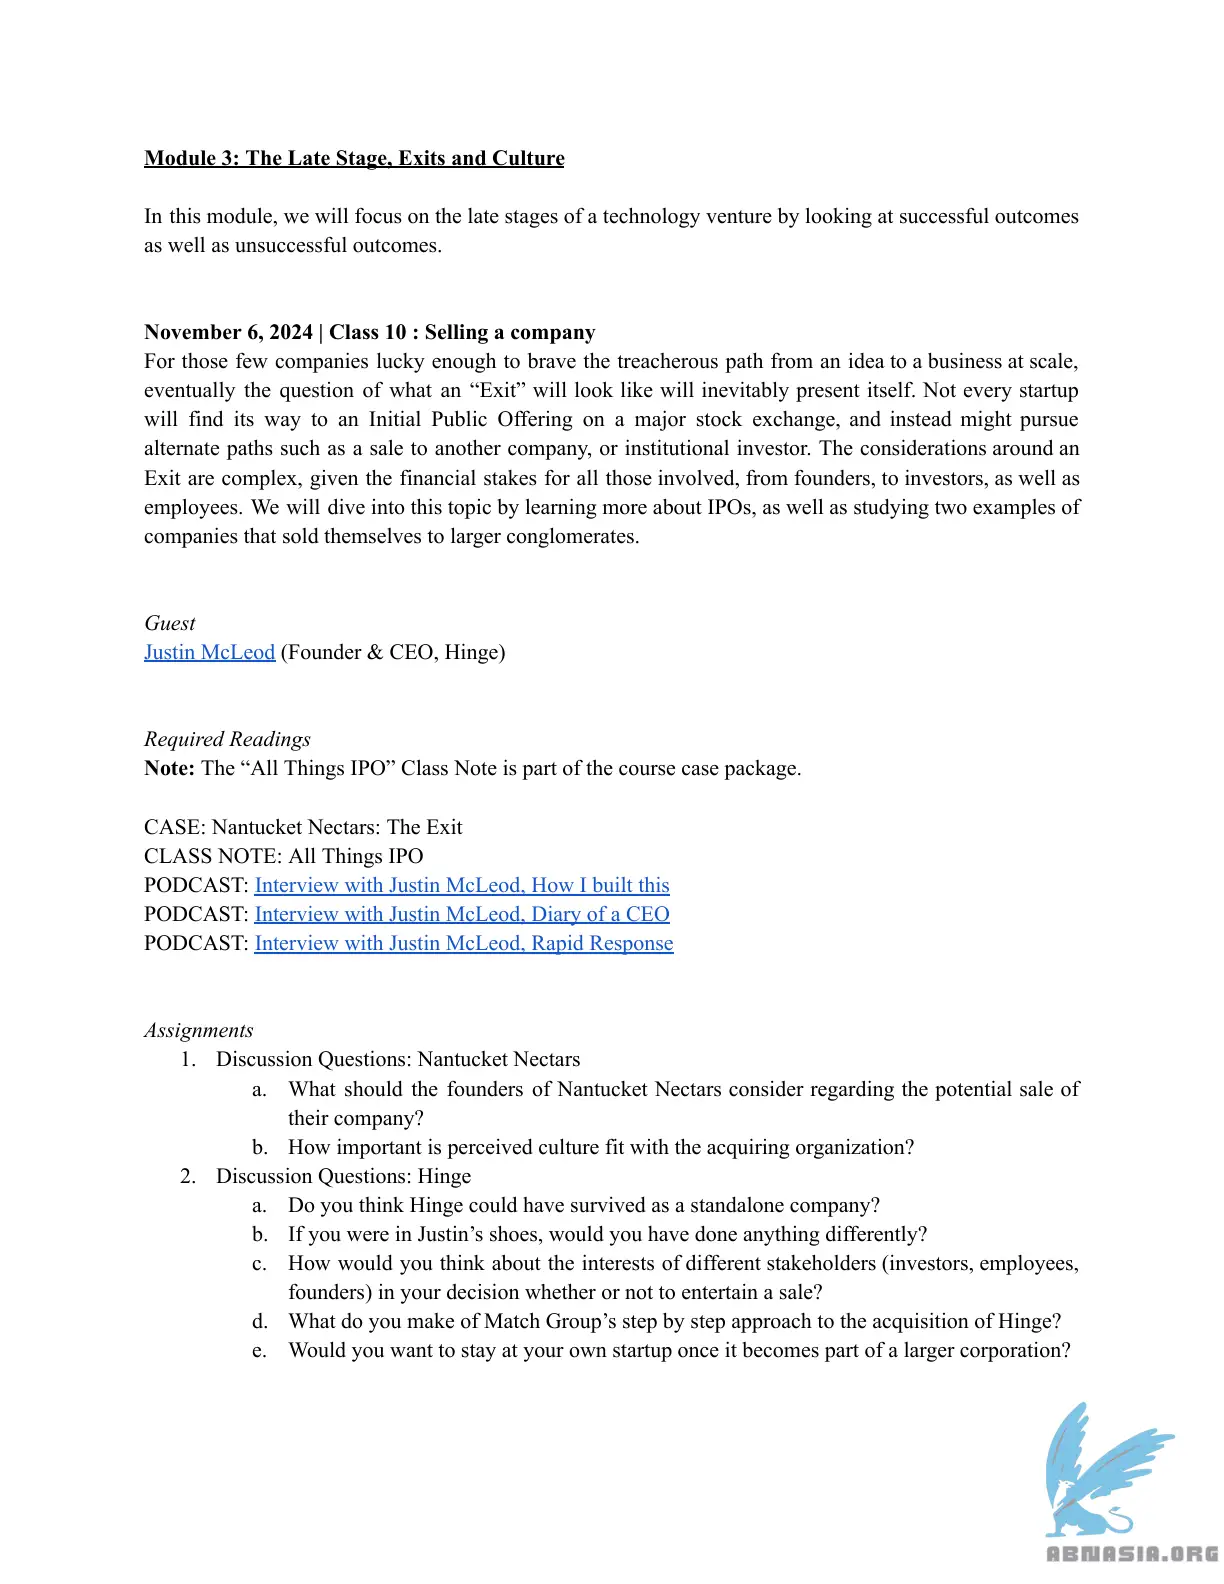 Module 3: The Late Stage, Exits and Culture
In this module, we will focus on the late stages of a technology venture by looking at successful outcomes
as well as unsuccessful outcomes.
November 6, 2024 | Class 10 : Selling a company
For those few companies lucky enough to brave the treacherous path from an idea to a business at scale,
eventually the question of what an “Exit” will look like will inevitably present itself. Not every startup
will find its way to an Initial Public Offering on a major stock exchange, and instead might pursue
alternate paths such as a sale to another company, or institutional investor. The considerations around an
Exit are complex, given the financial stakes for all those involved, from founders, to investors, as well as
employees. We will dive into this topic by learning more about IPOs, as well as studying two examples of
companies that sold themselves to larger conglomerates.
Guest
Justin McLeod (Founder & CEO, Hinge)
Required Readings
Note: The “All Things IPO” Class Note is part of the course case package.
CASE: Nantucket Nectars: The Exit
CLASS NOTE: All Things IPO
PODCAST: Interview with Justin McLeod, How I built this
PODCAST: Interview with Justin McLeod, Diary of a CEO
PODCAST: Interview with Justin McLeod, Rapid Response
Assignments
1. Discussion Questions: Nantucket Nectars
a. What should the founders of Nantucket Nectars consider regarding the potential sale of
their company?
b. How important is perceived culture fit with the acquiring organization?
2. Discussion Questions: Hinge
a. Do you think Hinge could have survived as a standalone company?
b. If you were in Justin’s shoes, would you have done anything differently?
c. How would you think about the interests of different stakeholders (investors, employees,
founders) in your decision whether or not to entertain a sale?
d. What do you make of Match Group’s step by step approach to the acquisition of Hinge?
e. Would you want to stay at your own startup once it becomes part of a larger corporation?
ABNASIA.ORG